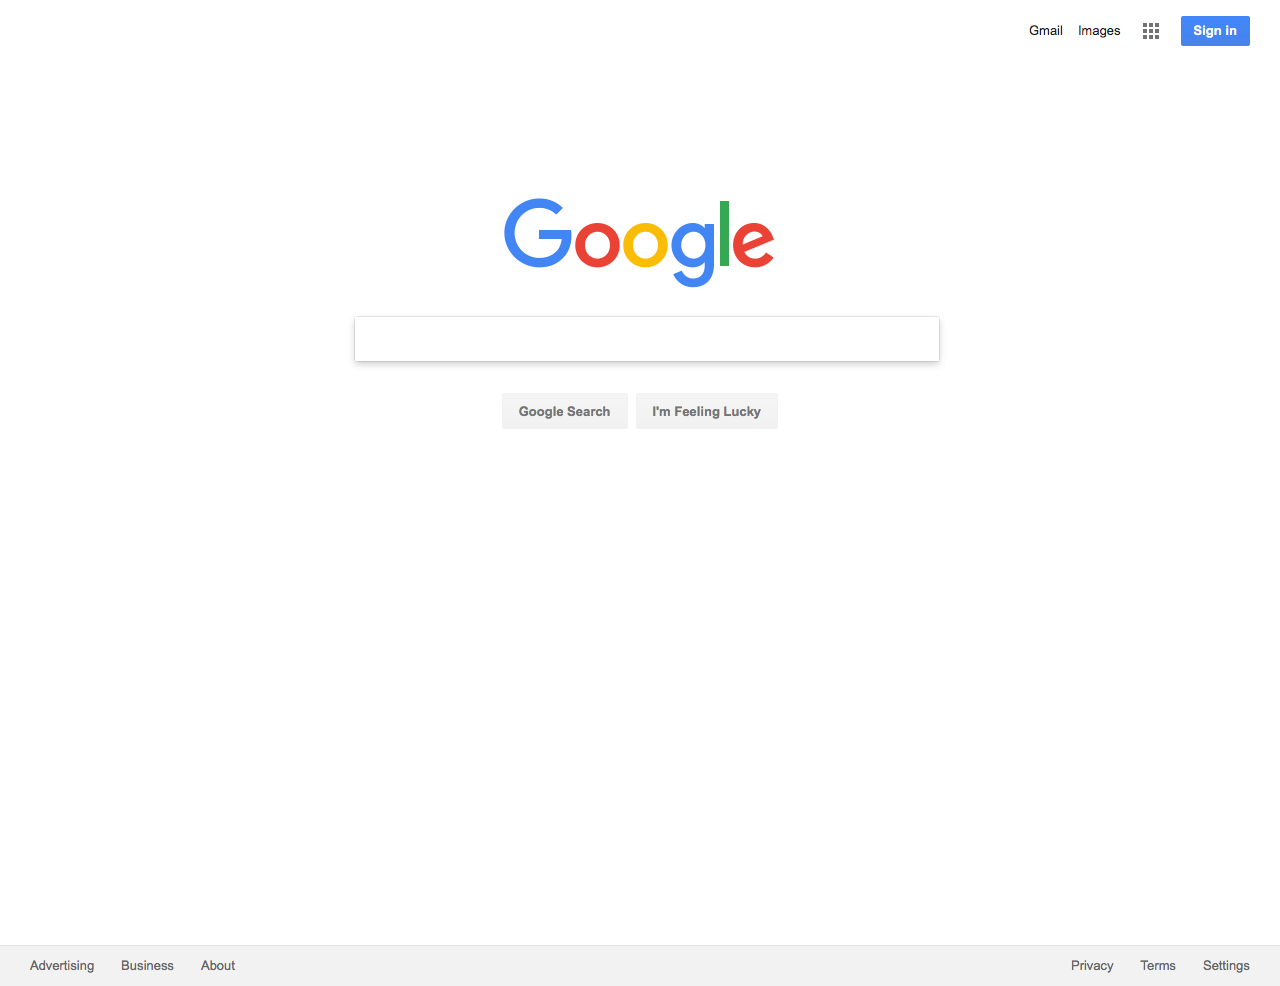 Gmail Images Sign in
Google
Google Search I'm Feeling Lucky
Advertising Business About Privacy Terms Settings